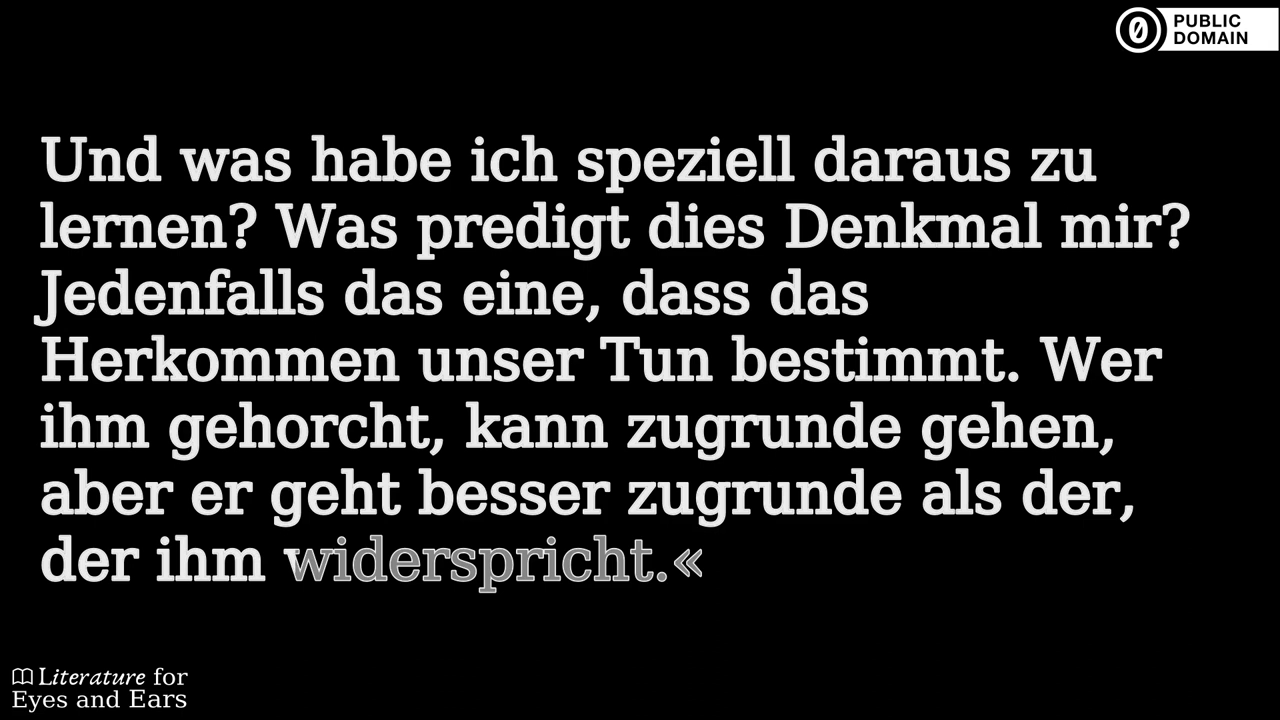 PUBLIC
DOMAIN
Und was habe ich speziell daraus zu
lernen? Was predigt dies Denkmal mir?
Jedenfalls das eine, dass das
Herkommen unser Tun bestimmt. Wer
ihm gehorcht, kann zugrunde gehen,
aber er geht besser zugrunde als der,
der ihm widerspricht.«
Literature for
Eyes and Ears